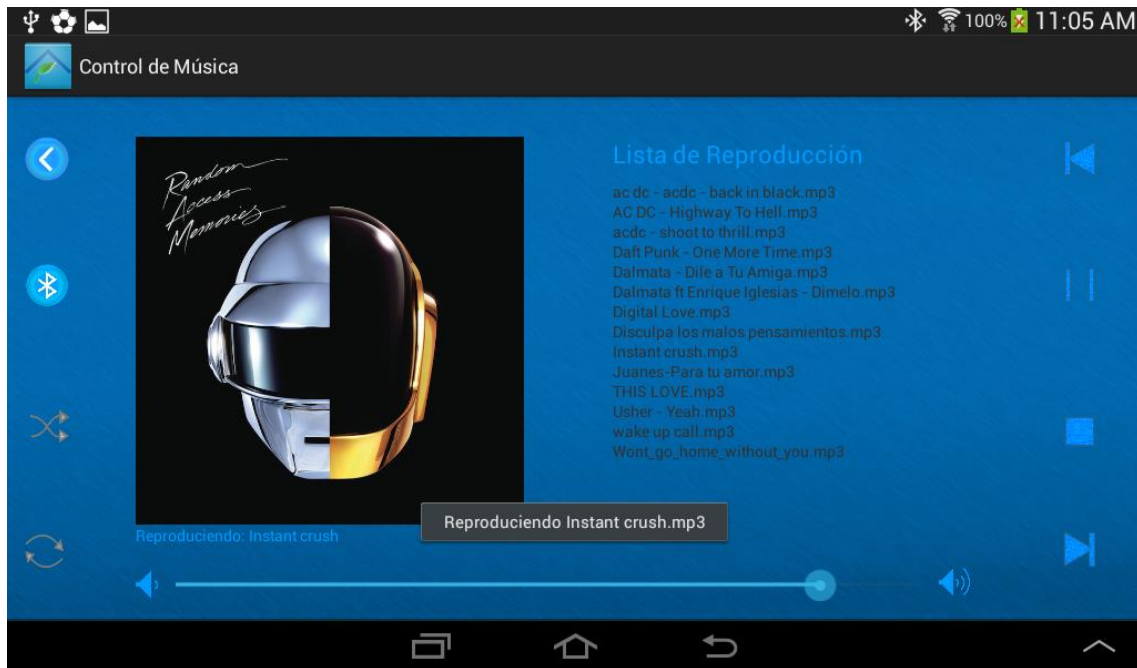 100% 11:05 AM
Control de Música
Random
Access
Memories
Lista de Reproducción
ac dc - acdc - back in black.mp3
AC DC - Highway To Hell.mp3
acdc - shoot to thrill.mp3
Daft Punk - One More Time.mp3
Dalmata - Dile a Tu Amiga.mp3
Dalmata ft Enrique Iglesias - Dimelo.mp3
Digital Love.mp3
Disculpa los malos pensamientos.mp3
Instant crush.mp3
Juanes-Para tu amor.mp3
THIS LOVE.mp3
Usher - Yeah.mp3
wake up call.mp3
Wont_go_home_without_you.mp3
Reproduciendo Instant crush.mp3
Reproduciendo: Instant crush